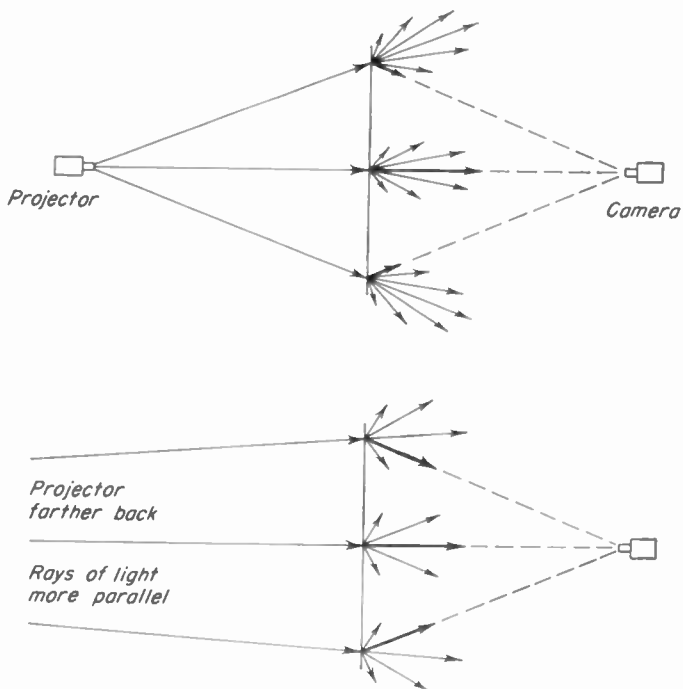 Projector
Camera
Projector
farther back
Rays of light
more parallel